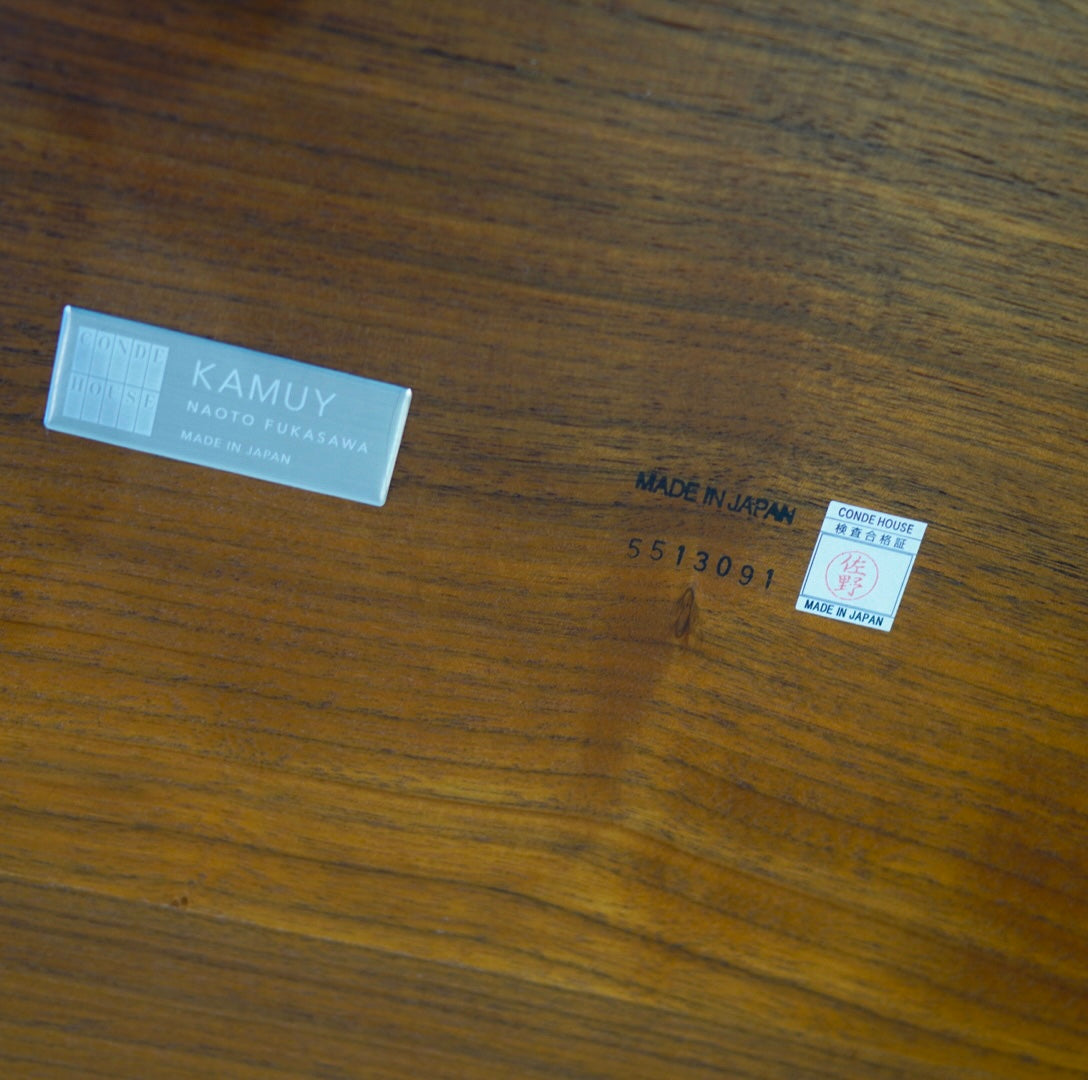 CONDE
HOUSE
KAMUY
NAOTO FUKASAWA
MADE IN JAPAN
MADE IN JAPAN
5513091
CONDE HOUSE
検査合格証
佐野
MADE IN JAPAN